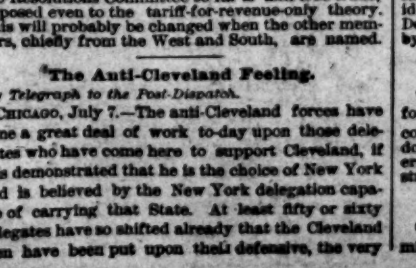 posed even to the tariff-for-revenue-only theory.
is will probably be changed when the other mem-
rs, chiefly from the West and South, are named.
The Anti-Cleveland Feeling.
Telegraph to the Post-Dispatch.
CHICAGO, July 7.—The anti-Cleveland forces have
ne a great deal of work to-day upon those dele-
tes who have come here to support Cleveland, if
is demonstrated that he is the choice of New York
d is believed by the New York delegation capa-
of carrying that State. At least fifty or sixty
legates have so shifted already that the Cleveland
en have been put upon their defensive, the very